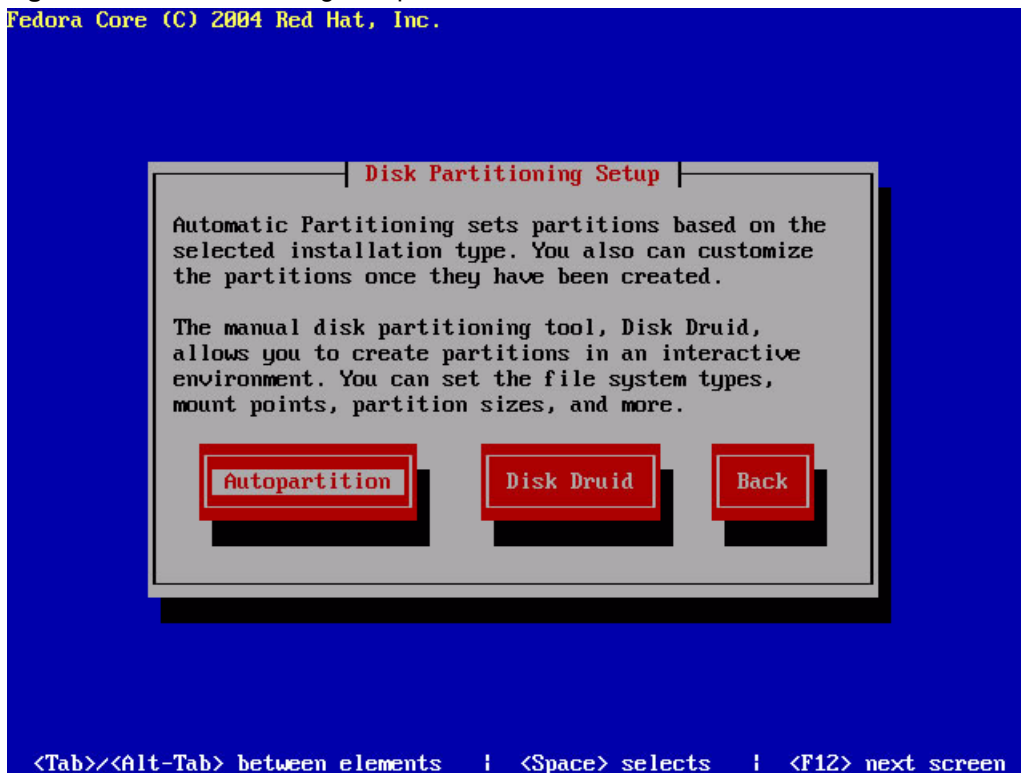 Fedora Core (C) 2004 Red Hat, Inc.
Disk Partitioning Setup
Automatic Partitioning sets partitions based on the
selected installation type. You also can customize
the partitions once they have been created.
The manual disk partitioning tool, Disk Druid,
allows you to create partitions in an interactive
environment. You can set the file system types,
mount points, partition sizes, and more.
Autopartition Disk Druid Back
<Tab>/<Alt-Tab> between elements | <Space> selects | <F12> next screen